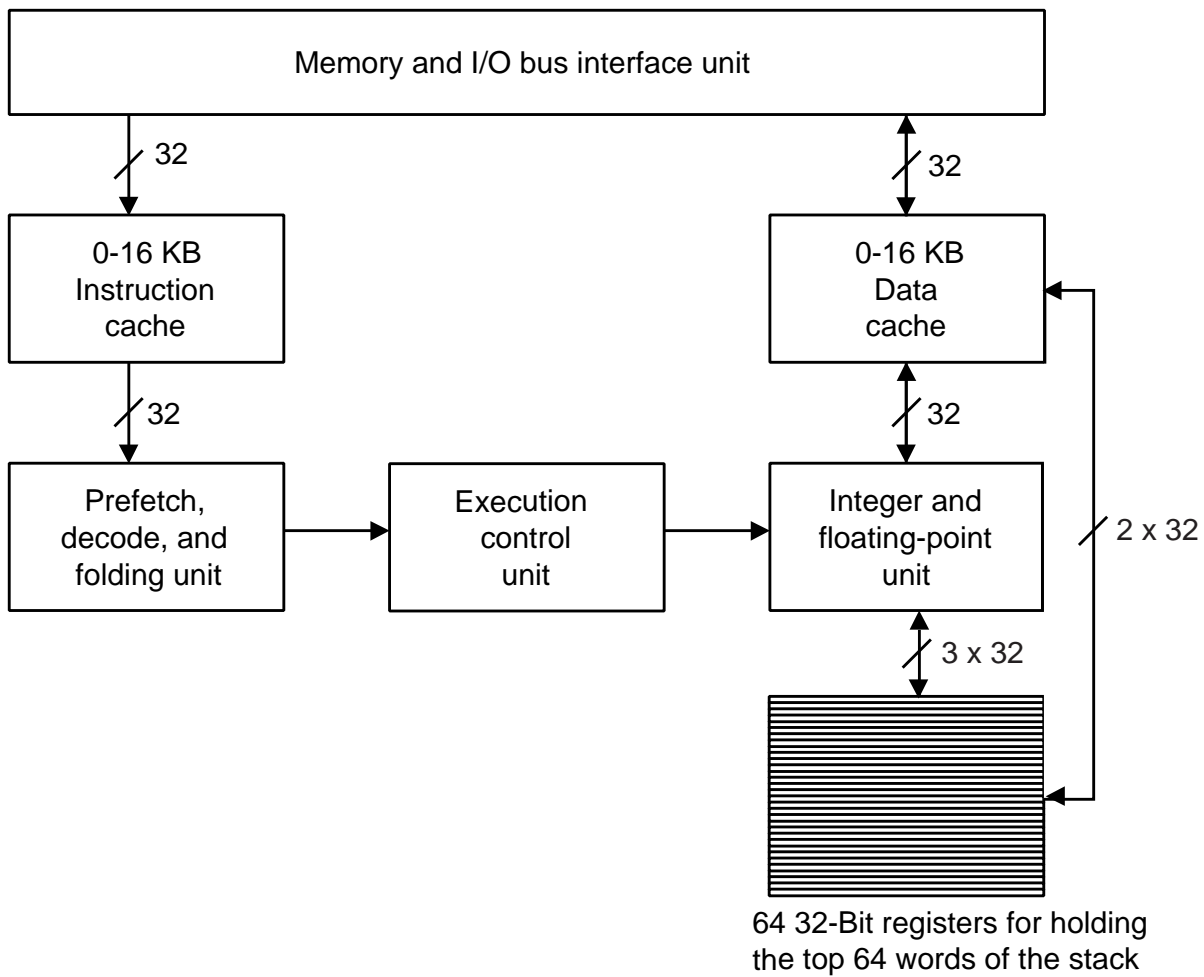 Memory and I/O bus interface unit
32
32
0-16 KB
Instruction
cache
0-16 KB
Data
cache
32
32
Prefetch,
decode, and
folding unit
Execution
control
unit
Integer and
floating-point
unit
2 x 32
3 x 32
64 32-Bit registers for holding
the top 64 words of the stack